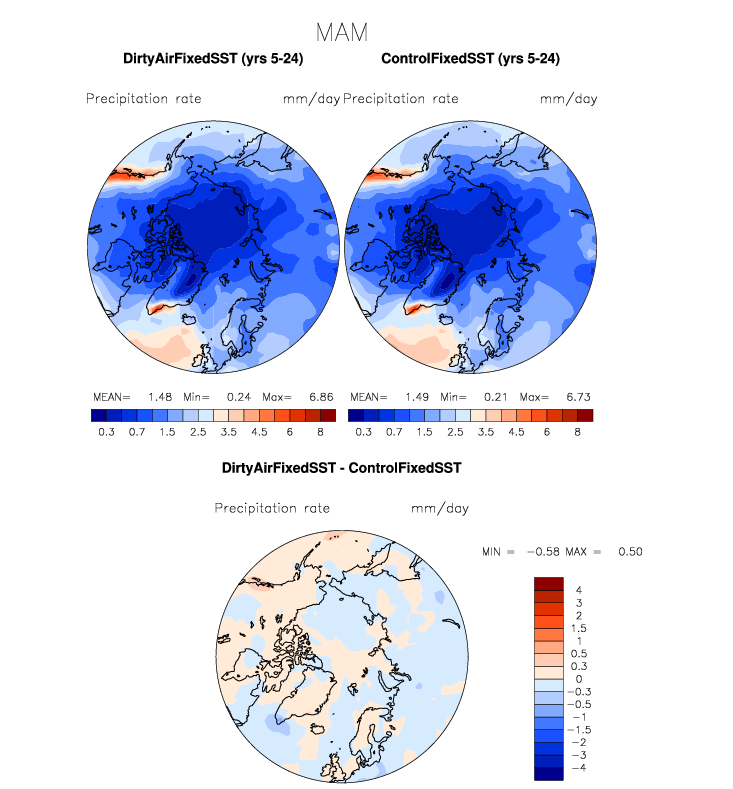 MAM
DirtyAirFixedSST (yrs 5-24) ControlFixedSST (yrs 5-24)
Precipitation rate mm/day Precipitation rate mm/day
MEAN= 1.48 Min= 0.24 Max= 6.86 MEAN= 1.49 Min= 0.21 Max= 6.73
0.3 0.7 1.5 2.5 3.5 4.5 6 8 0.3 0.7 1.5 2.5 3.5 4.5 6 8
DirtyAirFixedSST - ControlFixedSST
Precipitation rate mm/day
MIN = -0.58 MAX = 0.50
4
3
2
1.5
1
0.5
0.3
0
-0.3
-0.5
-1
-1.5
-2
-3
-4